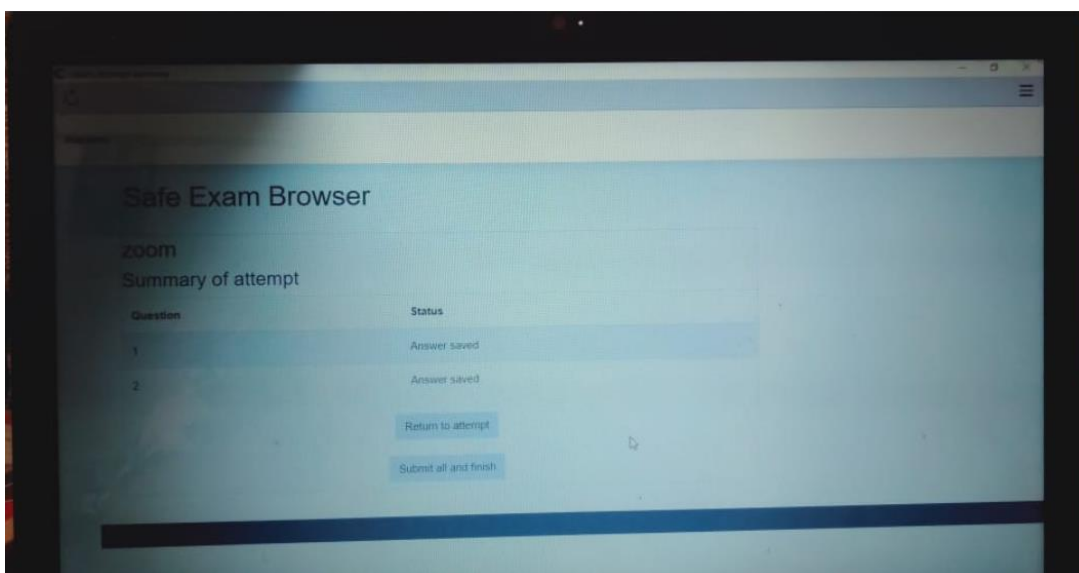 Safe Exam Browser
zoom
Summary of attempt
Question Status
1 Answer saved
2 Answer saved
Return to attempt
Submit all and finish